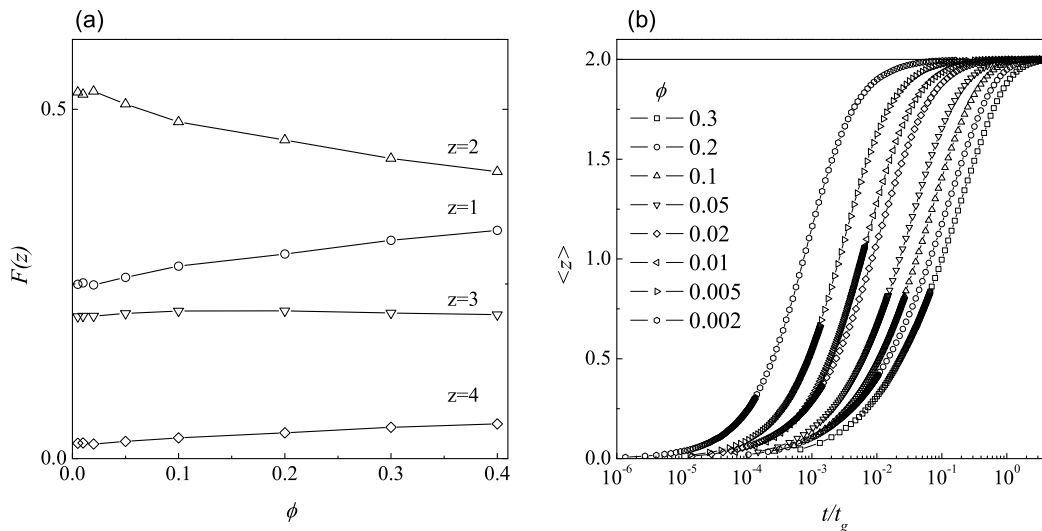 (a)
0.5
0.0
F(z)
z=2
z=1
z=3
z=4
0.0
0.1
0.2
0.3
0.4
ϕ
(b)
2.0
1.5
1.0
0.5
0.0
<z>
ϕ
0.3
0.2
0.1
0.05
0.02
0.01
0.005
0.002
10⁻⁶
10⁻⁵
10⁻⁴
10⁻³
10⁻²
10⁻¹
10⁰
t/t_g